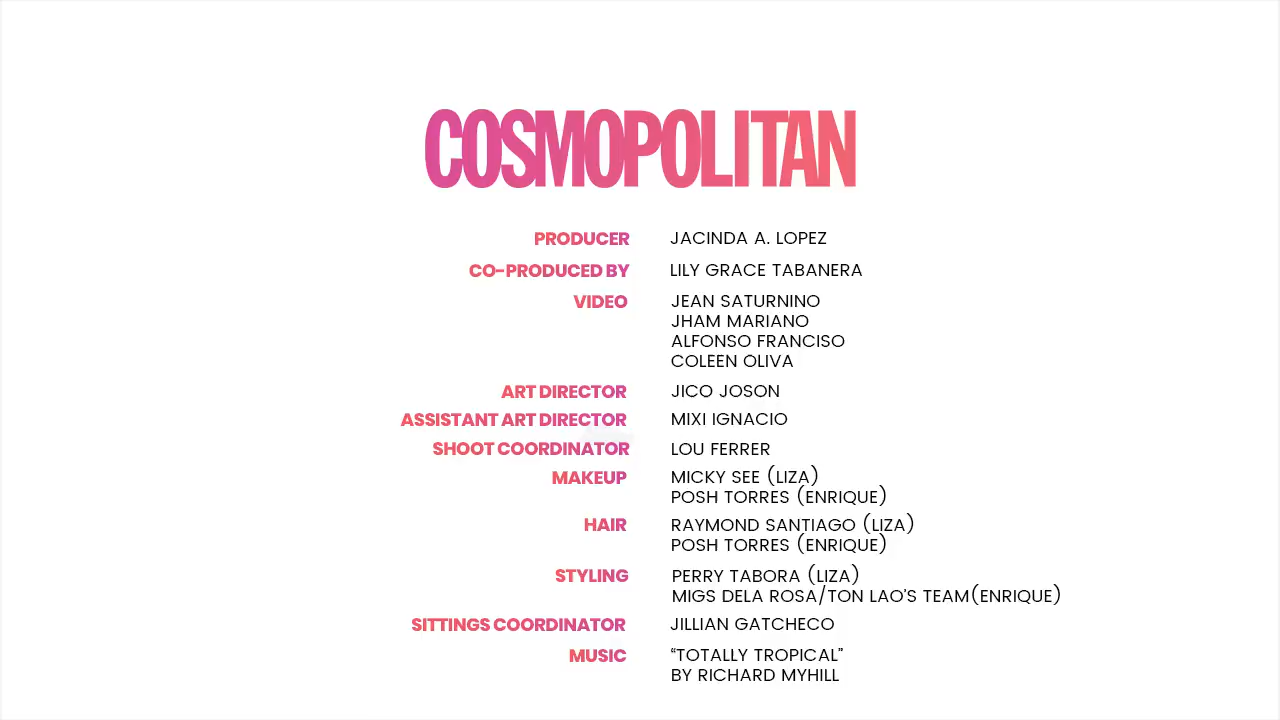 COSMOPOLITAN
PRODUCER JACINDA A. LOPEZ
CO-PRODUCED BY LILY GRACE TABANERA
VIDEO JEAN SATURNINO
JHAM MARIANO
ALFONSO FRANCISO
COLEEN OLIVA
ART DIRECTOR JICO JOSON
ASSISTANT ART DIRECTOR MIXI IGNACIO
SHOOT COORDINATOR LOU FERRER
MAKEUP MICKY SEE (LIZA)
POSH TORRES (ENRIQUE)
HAIR RAYMOND SANTIAGO (LIZA)
POSH TORRES (ENRIQUE)
STYLING PERRY TABORA (LIZA)
MIGS DELA ROSA/TON LAO'S TEAM(ENRIQUE)
SITTINGS COORDINATOR JILLIAN GATCHECO
MUSIC “TOTALLY TROPICAL”
BY RICHARD MYHILL